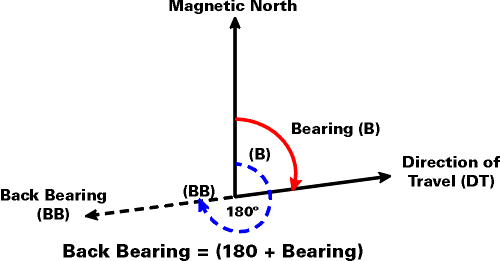 Magnetic North
Bearing (B)
(B)
Direction of
Travel (DT)
(BB)
Back Bearing
(BB)
180º
Back Bearing = (180 + Bearing)